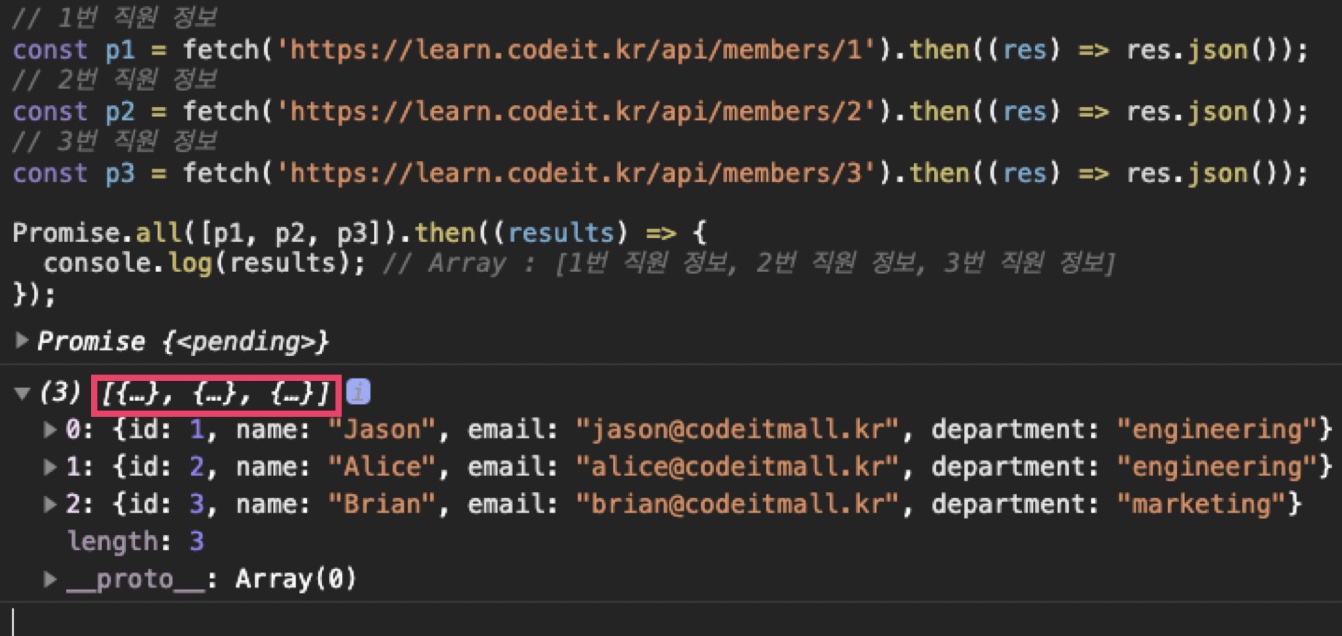 // 1번 직원 정보
const p1 = fetch('https://learn.codeit.kr/api/members/1').then((res) => res.json());
// 2번 직원 정보
const p2 = fetch('https://learn.codeit.kr/api/members/2').then((res) => res.json());
// 3번 직원 정보
const p3 = fetch('https://learn.codeit.kr/api/members/3').then((res) => res.json());
Promise.all([p1, p2, p3]).then((results) => {
  console.log(results); // Array : [1번 직원 정보, 2번 직원 정보, 3번 직원 정보]
});
▶ Promise {<pending>}
▼ (3) [{…}, {…}, {…}] i
▶ 0: {id: 1, name: "Jason", email: "jason@codeitmall.kr", department: "engineering"}
▶ 1: {id: 2, name: "Alice", email: "alice@codeitmall.kr", department: "engineering"}
▶ 2: {id: 3, name: "Brian", email: "brian@codeitmall.kr", department: "marketing"}
length: 3
▶ __proto__: Array(0)